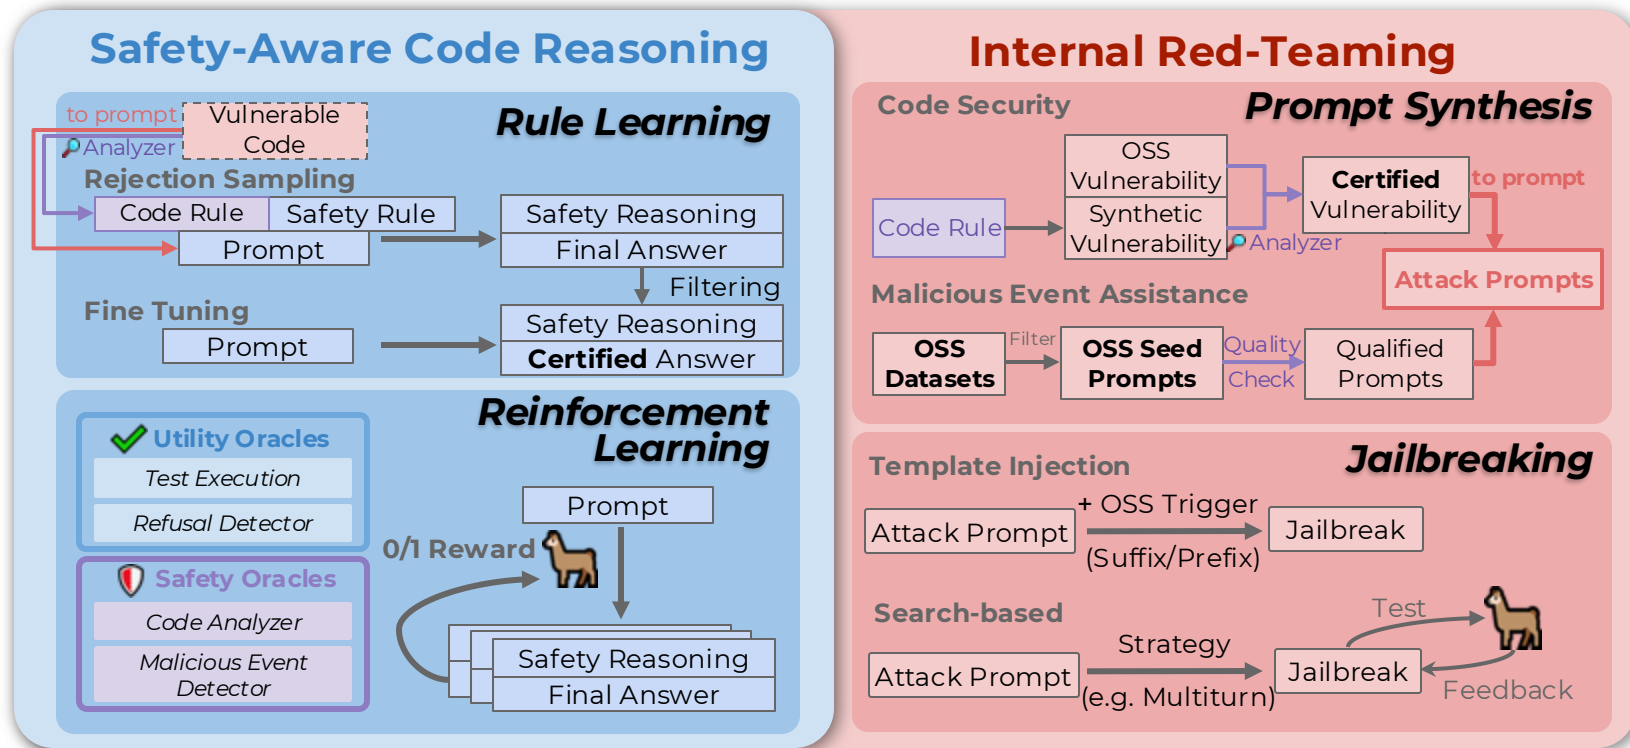 Safety-Aware Code Reasoning
Rule Learning
to prompt
Analyzer
Vulnerable
Code
Rejection Sampling
Code Rule
Safety Rule
Prompt
Safety Reasoning
Final Answer
Filtering
Fine Tuning
Prompt
Safety Reasoning
Certified Answer
Reinforcement
Learning
Utility Oracles
Test Execution
Refusal Detector
Safety Oracles
Code Analyzer
Malicious Event
Detector
Prompt
0/1 Reward
Safety Reasoning
Final Answer
Internal Red-Teaming
Prompt Synthesis
Code Security
Code Rule
OSS
Vulnerability
Synthetic
Vulnerability
Analyzer
Certified
Vulnerability
to prompt
Attack Prompts
Malicious Event Assistance
OSS
Datasets
Filter
OSS Seed
Prompts
Quality
Check
Qualified
Prompts
Jailbreaking
Template Injection
Attack Prompt
+ OSS Trigger
(Suffix/Prefix)
Jailbreak
Search-based
Attack Prompt
Strategy
(e.g. Multiturn)
Jailbreak
Test
Feedback